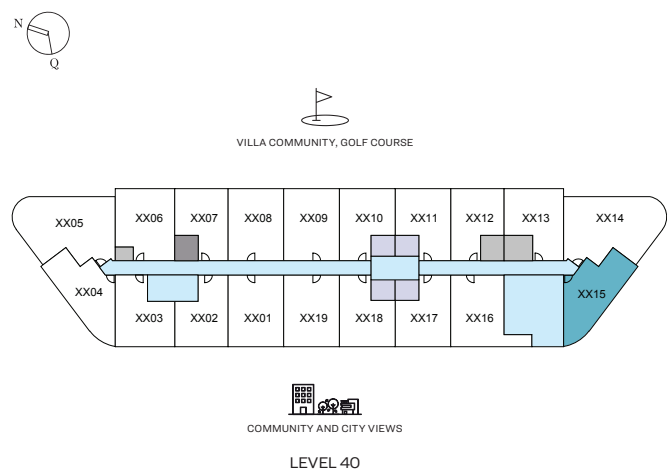 N
Q
VILLA COMMUNITY, GOLF COURSE
XX05 XX06 XX07 XX08 XX09 XX10 XX11 XX12 XX13 XX14
XX04 XX15
XX03 XX02 XX01 XX19 XX18 XX17 XX16
COMMUNITY AND CITY VIEWS
LEVEL 40